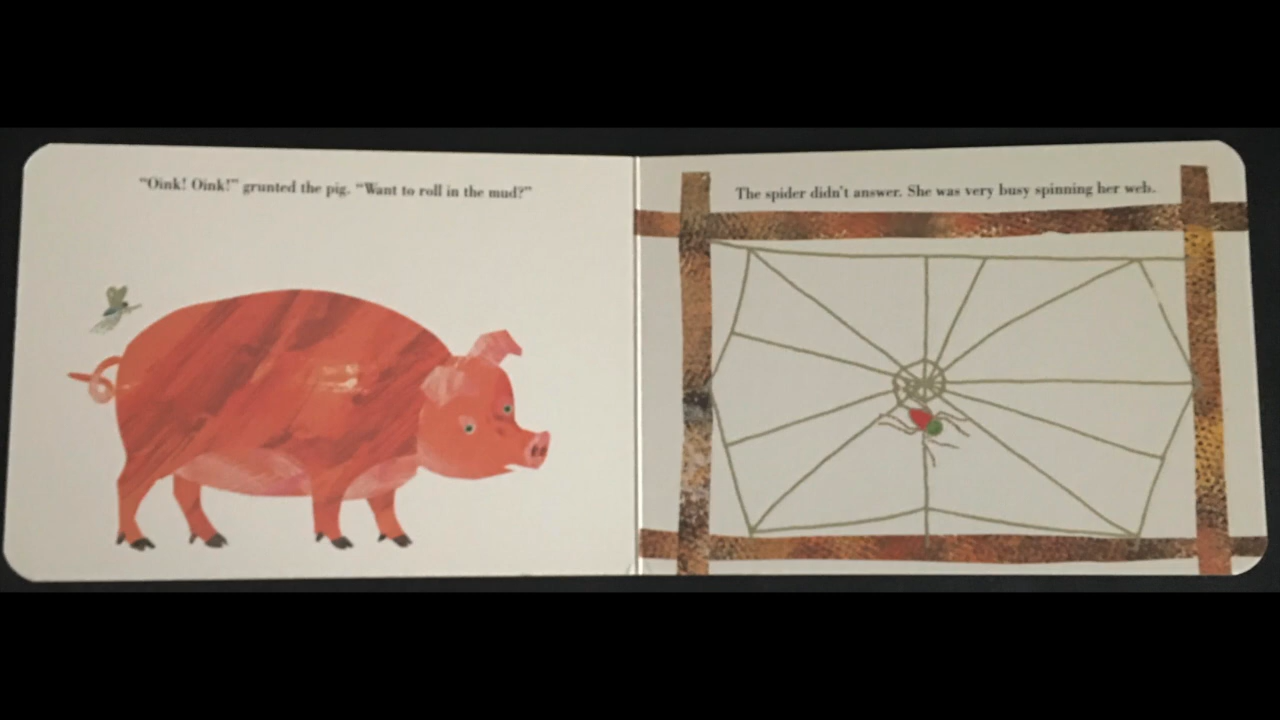 “Oink! Oink!” grunted the pig. “Want to roll in the mud?”
The spider didn’t answer. She was very busy spinning her web.